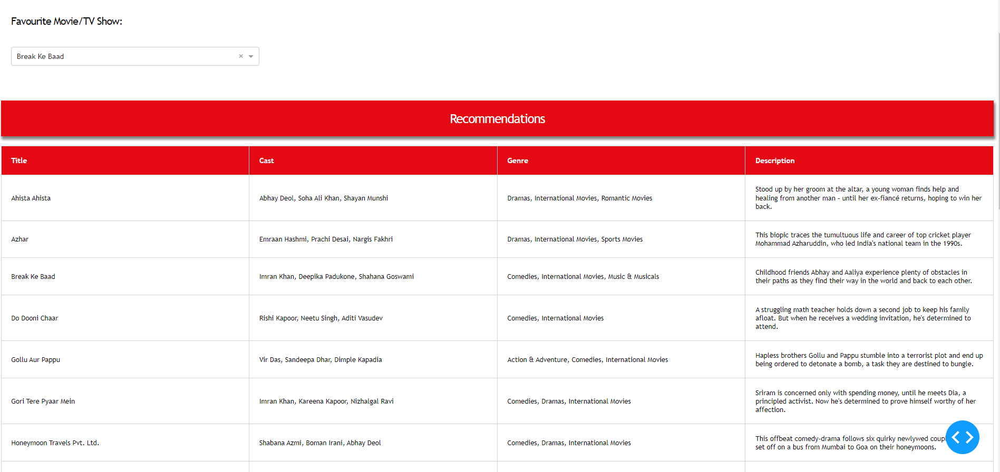 Favourite Movie/TV Show:
Break Ke Baad
Recommendations
Title Cast Genre Description
Ahista Ahista
Abhay Deol, Soha Ali Khan, Shayan Munshi
Dramas, International Movies, Romantic Movies
Stood up by her groom at the altar, a young woman finds help and
healing from another man - until her ex-fiancé returns, hoping to win her
back.
Azhar
Emraan Hashmi, Prachi Desai, Nargis Fakhri
Dramas, International Movies, Sports Movies
This biopic traces the tumultuous life and career of top cricket player
Mohammad Azharuddin, who led India's national team in the 1990s.
Break Ke Baad
Imran Khan, Deepika Padukone, Shahana Goswami
Comedies, International Movies, Music & Musicals
Childhood friends Abhay and Aaliya experience plenty of obstacles in
their paths as they find their way in the world and back to each other.
Do Dooni Chaar
Rishi Kapoor, Neetu Singh, Aditi Vasudev
Comedies, International Movies
A struggling math teacher holds down a second job to keep his family
afloat. But when he receives a wedding invitation, he's determined to
attend.
Gollu Aur Pappu
Vir Das, Sandeepa Dhar, Dimple Kapadia
Action & Adventure, Comedies, International Movies
Hapless brothers Gollu and Pappu stumble into a terrorist plot and end up
being ordered to detonate a bomb, a task they are destined to bungle.
Gori Tere Pyaar Mein
Imran Khan, Kareena Kapoor, Nizhalgal Ravi
Comedies, Dramas, International Movies
Sriram is concerned only with spending money, until he meets Dia, a
principled activist. Now he's determined to prove himself worthy of her
affection.
Honeymoon Travels Pvt. Ltd.
Shabana Azmi, Boman Irani, Abhay Deol
Comedies, Dramas, International Movies
This offbeat comedy-drama follows six quirky newlywed
set off on a bus from Mumbai to Goa on their honeymoons.